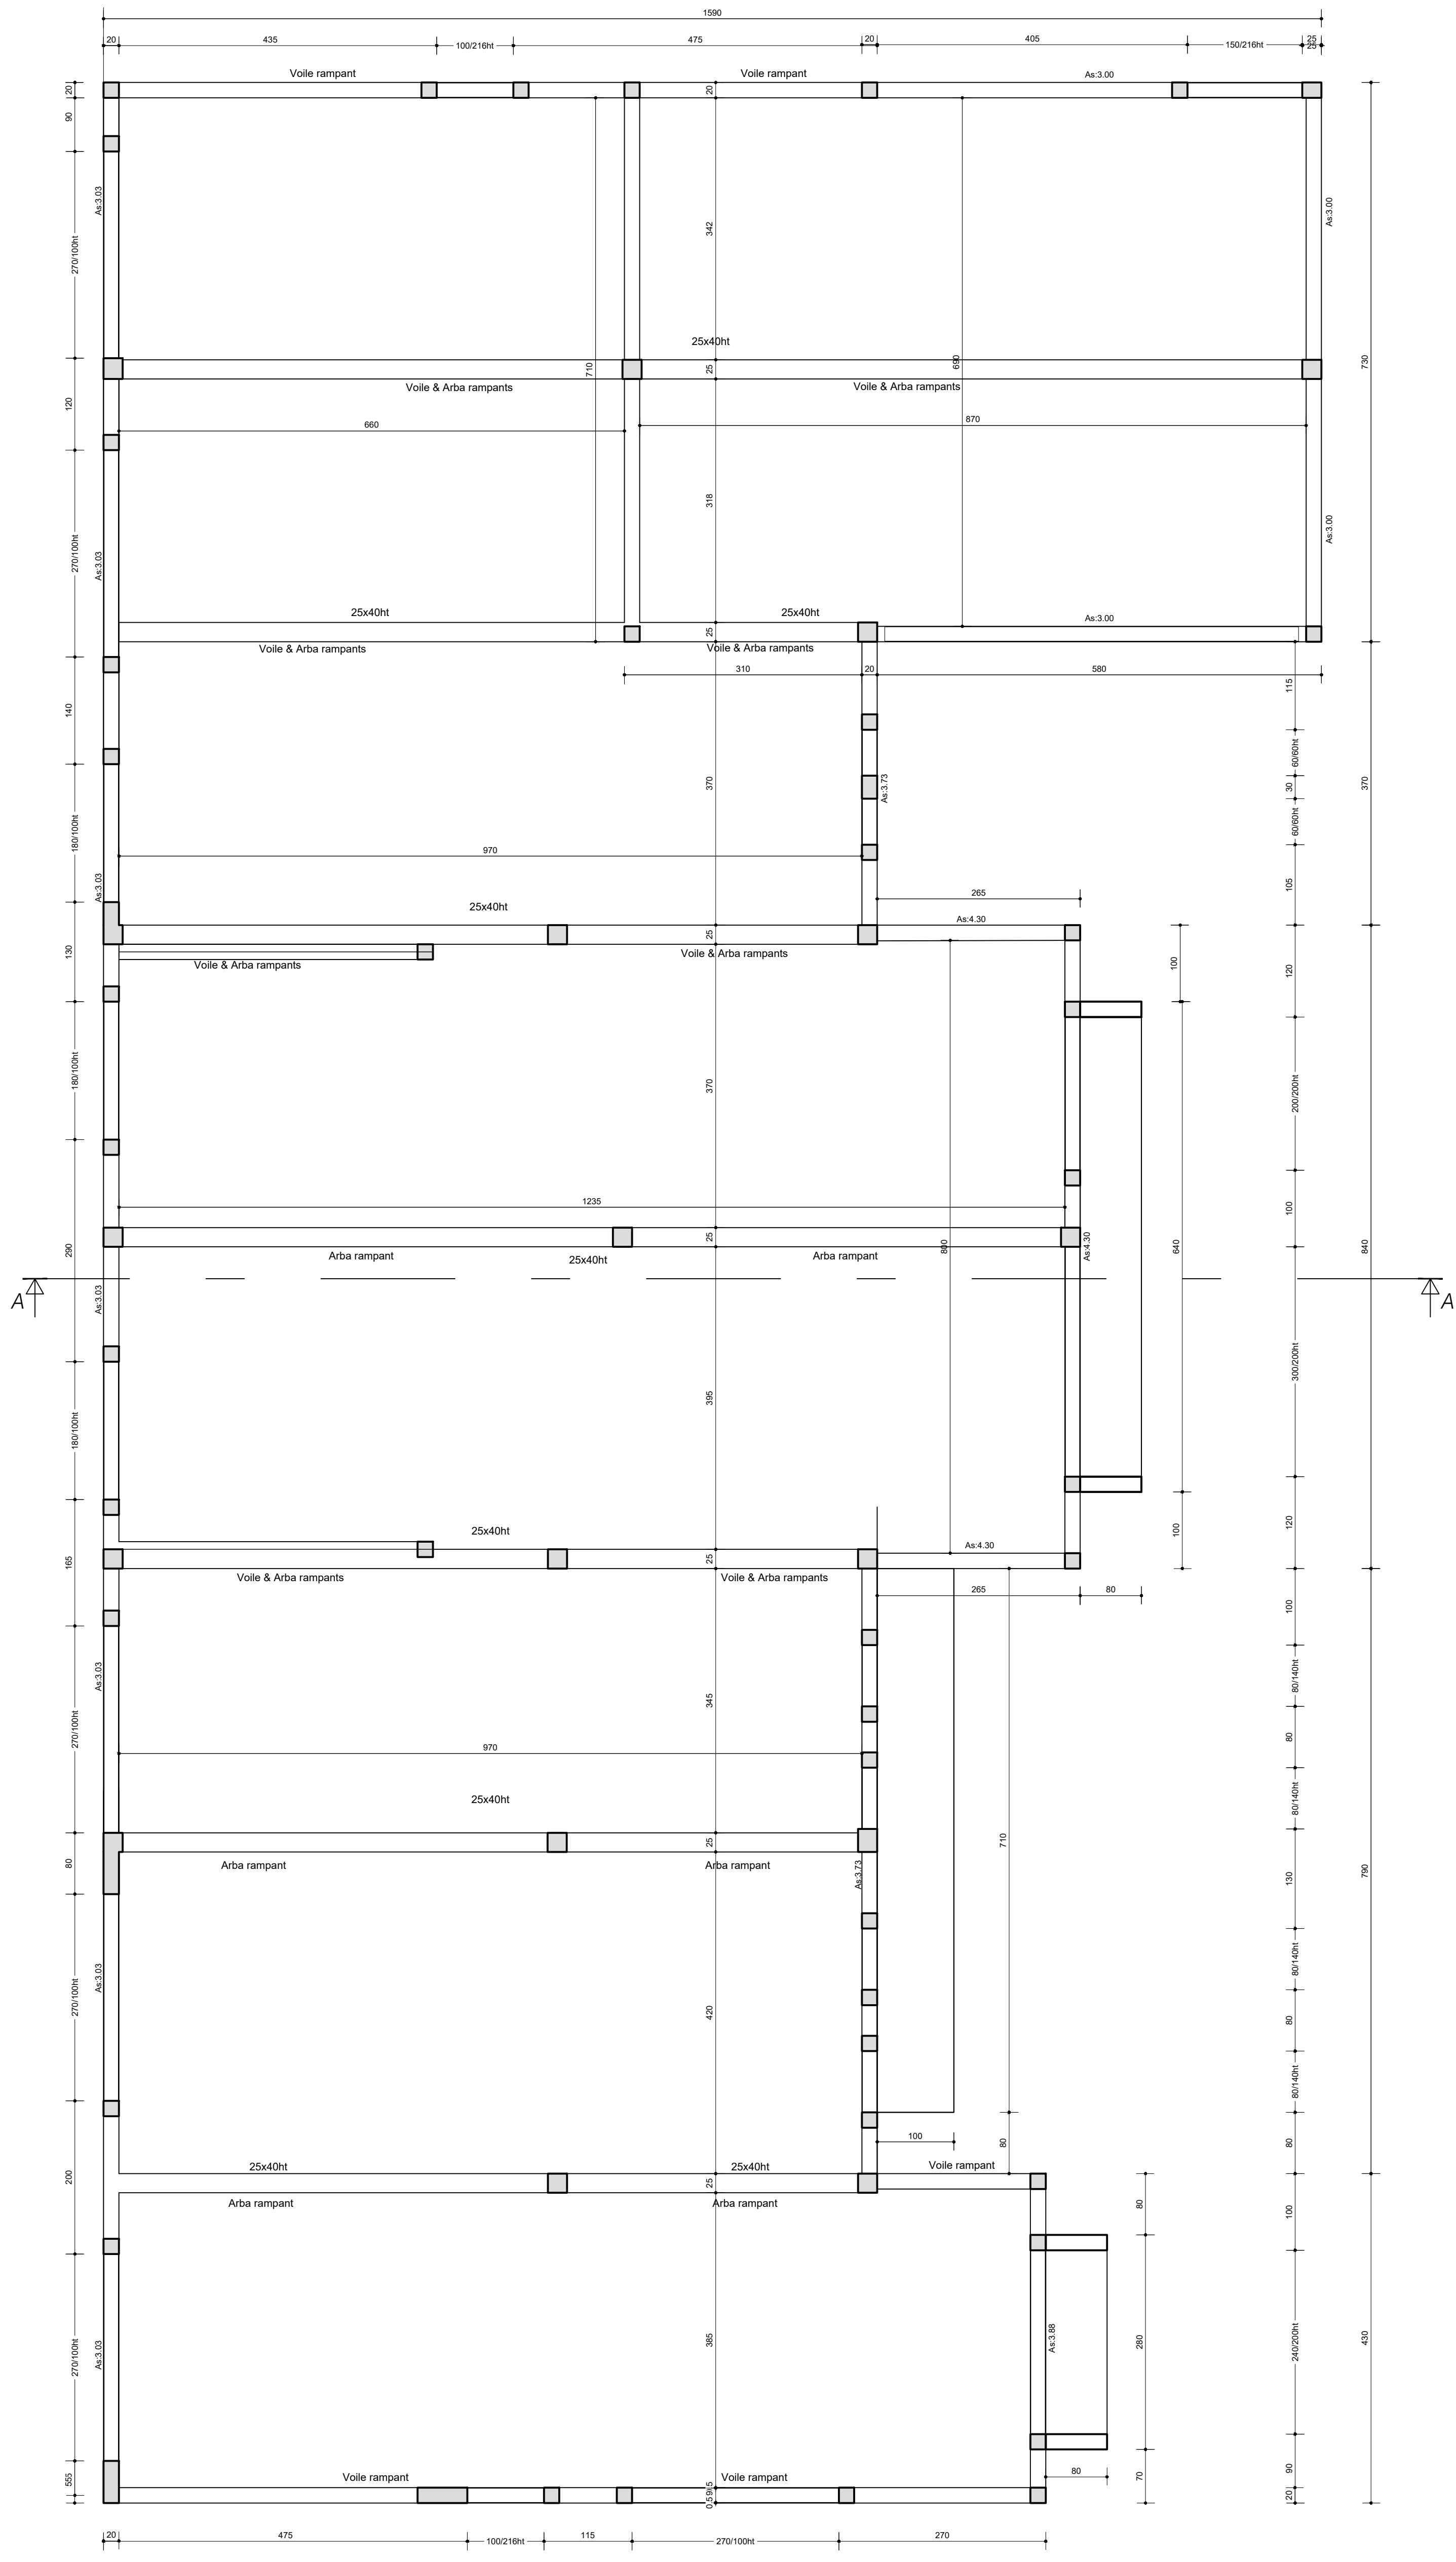 1590
20
435
100/216ht
475
20
405
150/216ht
25
25
Voile rampant
Voile rampant
As:3.00
20
90
20
As:3.03
270/100ht
342
As:3.00
25x40ht
710
25
690
730
Voile & Arba rampants
Voile & Arba rampants
120
660
870
318
As:3.00
270/100ht
As:3.03
25x40ht
25x40ht
As:3.00
25
Voile & Arba rampants
Voile & Arba rampants
310
20
580
115
140
60/60ht
370
As:3.73
30
370
180/100ht
60/60ht
970
As:3.03
105
265
25x40ht
As:4.30
25
130
Voile & Arba rampants
Voile & Arba rampants
100
120
180/100ht
370
200/200ht
1235
100
290
25
800
As:4.30
640
840
Arba rampant
25x40ht
Arba rampant
A
As:3.03
A
300/200ht
395
180/100ht
120
100
25x40ht
As:4.30
165
25
Voile & Arba rampants
Voile & Arba rampants
265
80
100
As:3.03
345
80/140ht
270/100ht
80
970
25x40ht
80/140ht
80
25
710
790
Arba rampant
Arba rampant
As:3.73
130
As:3.03
270/100ht
80/140ht
420
80
80/140ht
100
80
80
25x40ht
25x40ht
Voile rampant
200
25
Arba rampant
Arba rampant
80
100
385
270/100ht
As:3.03
As:3.88
280
240/200ht
430
Voile rampant
Voile rampant
80
70
90
20
20
475
100/216ht
115
270/100ht
270